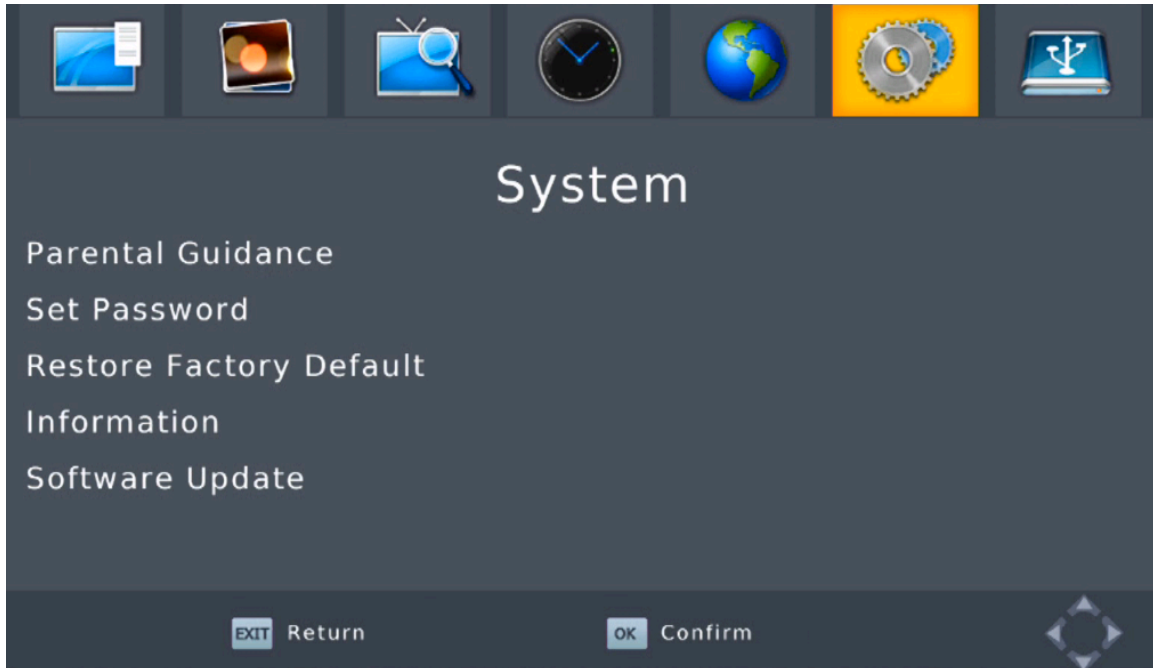 System
Parental Guidance
Set Password
Restore Factory Default
Information
Software Update
EXIT Return OK Confirm